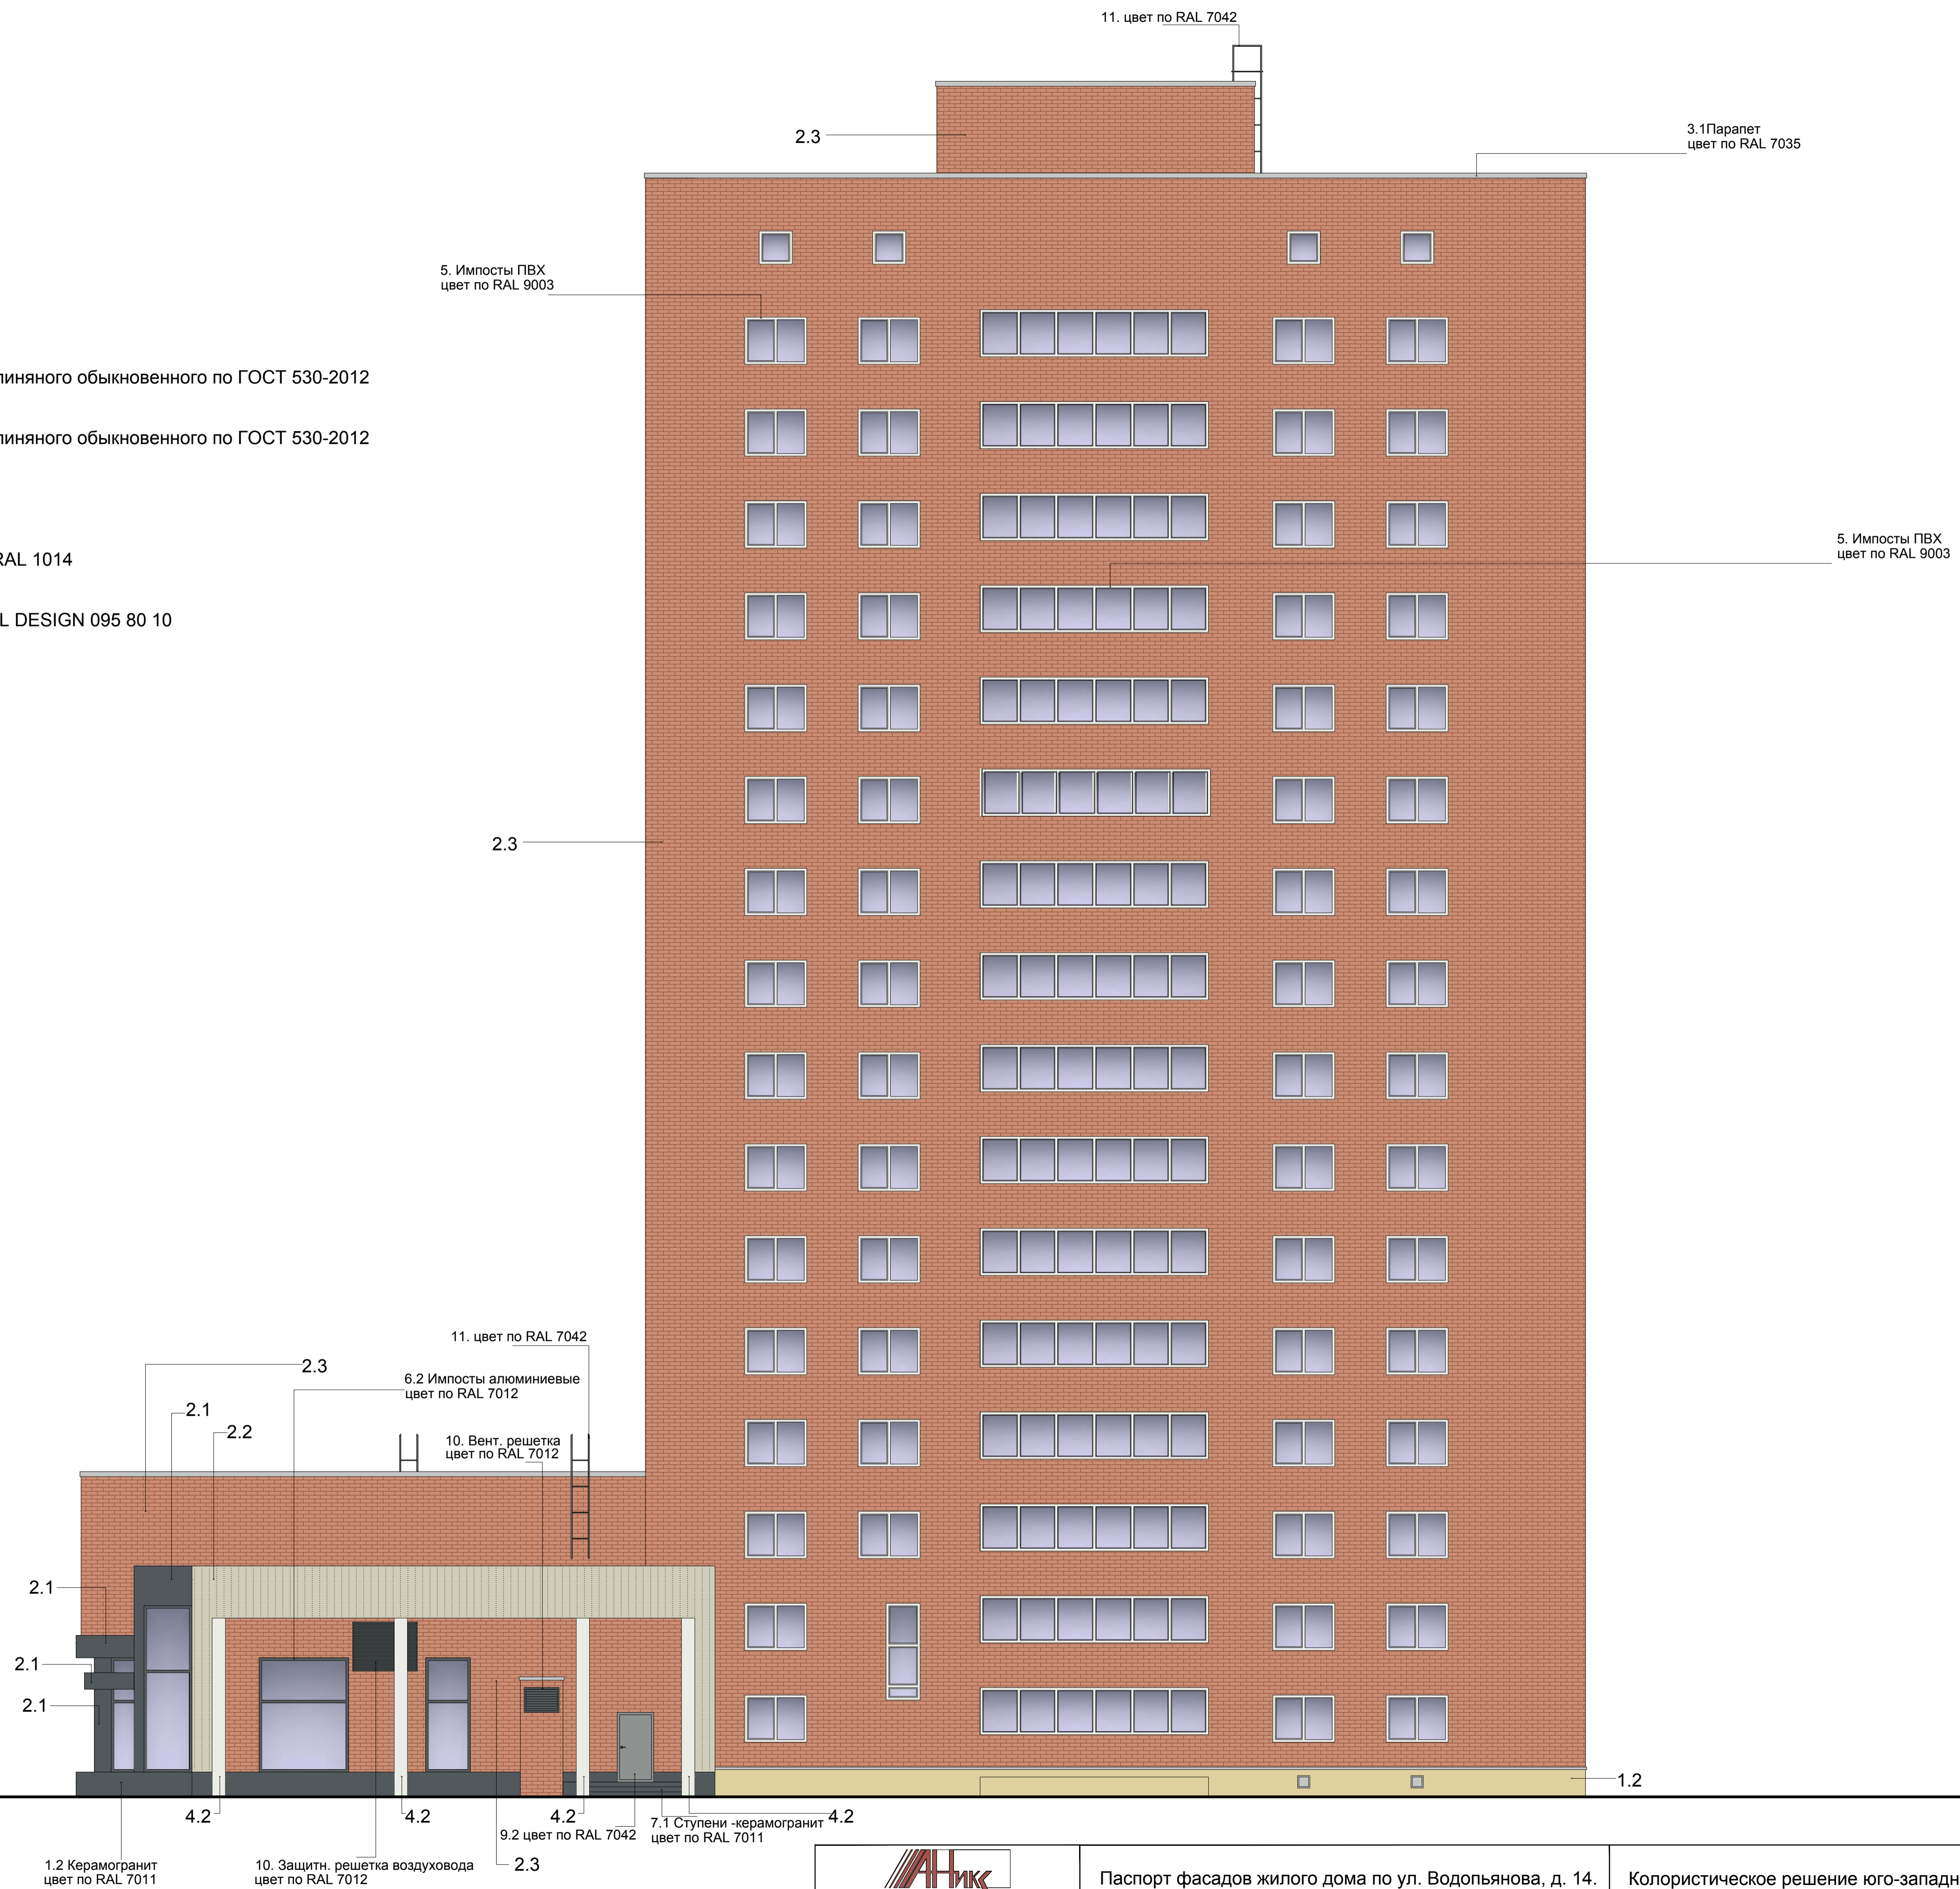 11. цвет по RAL 7042
2.3
3.1Парапет
цвет по RAL 7035
5. Импосты ПВХ
цвет по RAL 9003
обыкновенного по ГОСТ 530-2012
обыкновенного по ГОСТ 530-2012
5. Импосты ПВХ
цвет по RAL 9003
RAL 1014
DESIGN 095 80 10
2.3
11. цвет по RAL 7042
2.3
6.2 Импосты алюминиевые
цвет по RAL 7012
2.1
2.2
10. Вент. решетка
цвет по RAL 7012
2.1
2.1
2.1
1.2
4.2
4.2
4.2
4.2
9.2 цвет по RAL 7042
7.1 Ступени -керамогранит
цвет по RAL 7011
1.2 Керамогранит
цвет по RAL 7011
10. Защитн. решетка воздуховода
цвет по RAL 7012
2.3
АНикс
Паспорт фасадов жилого дома по ул. Водопьянова, д. 14.
Колористическое решение